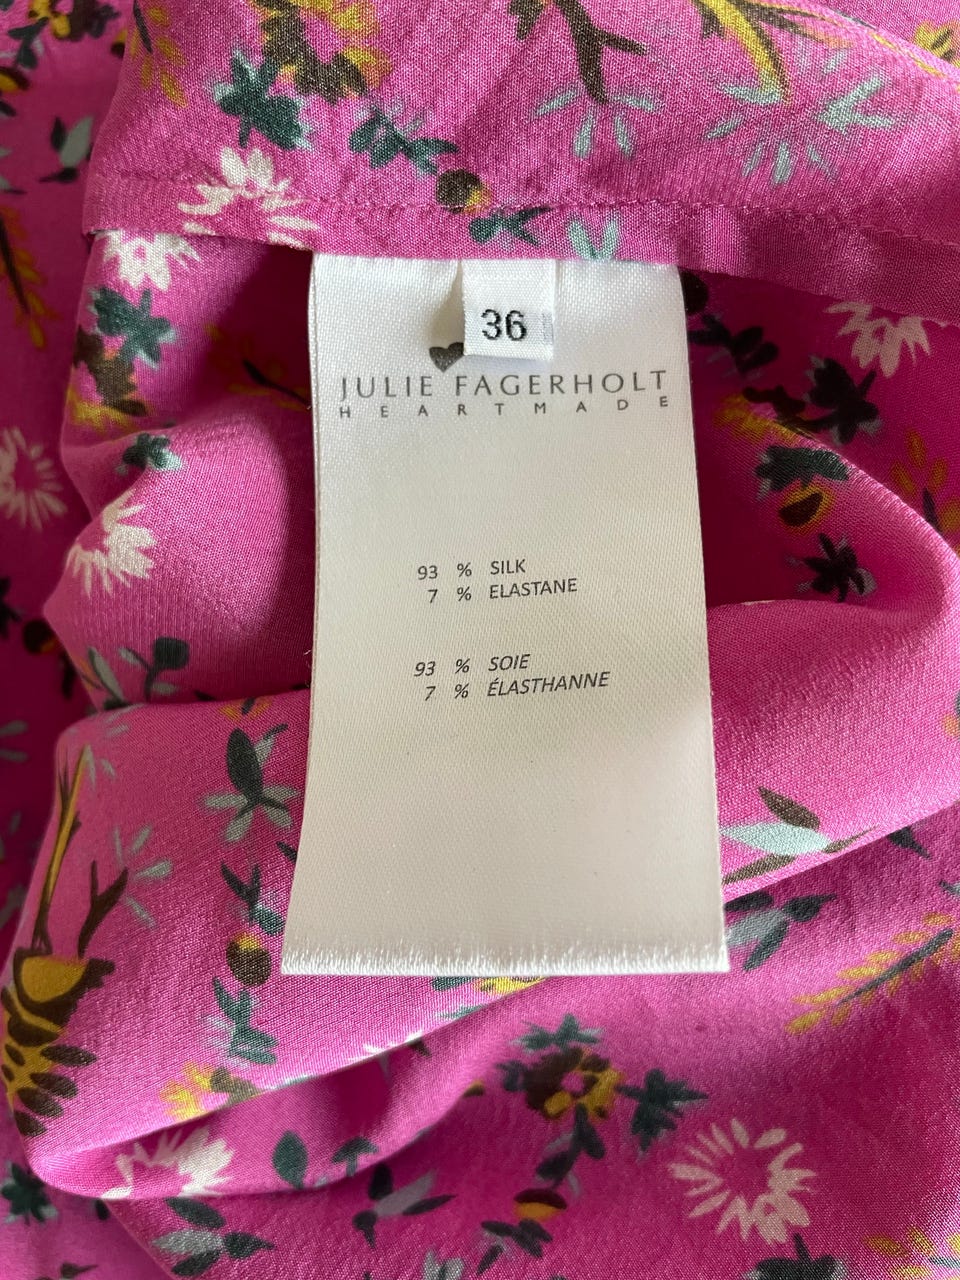 36
JULIE FAGERHOLT
HEARTMADE
93 % SILK
7 % ELASTANE
93 % SOIE
7 % ÉLASTHANNE